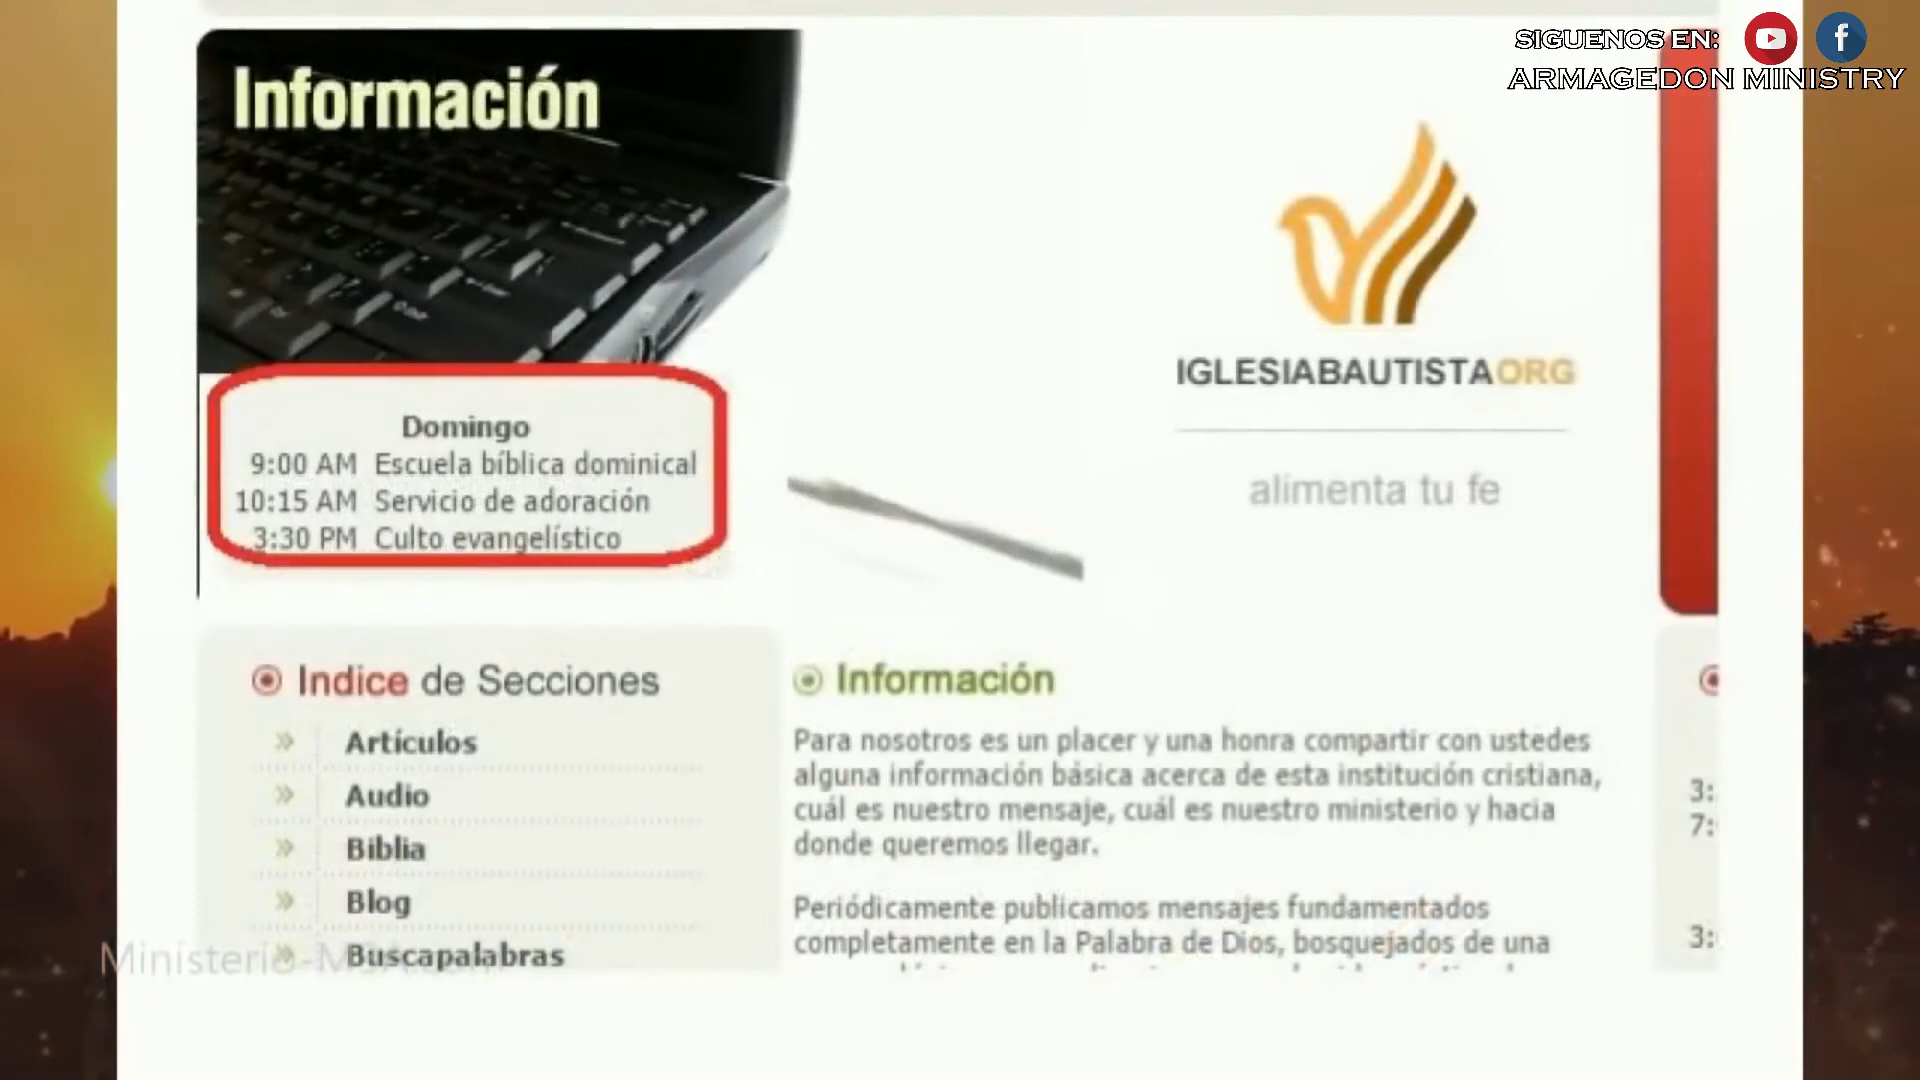 SIGUENOS EN:
ARMAGEDON MINISTRY
Información
IGLESIABAUTISTAORG
alimenta tu fe
Domingo
9:00 AM Escuela bíblica dominical
10:15 AM Servicio de adoración
3:30 PM Culto evangelístico
Indice de Secciones
Artículos
Audio
Biblia
Blog
Buscapalabras
Información
Para nosotros es un placer y una honra compartir con ustedes
alguna información básica acerca de esta institución cristiana,
cuál es nuestro mensaje, cuál es nuestro ministerio y hacia
donde queremos llegar.
Periódicamente publicamos mensajes fundamentados
completamente en la Palabra de Dios, bosquejados de una
3:
7:
3: